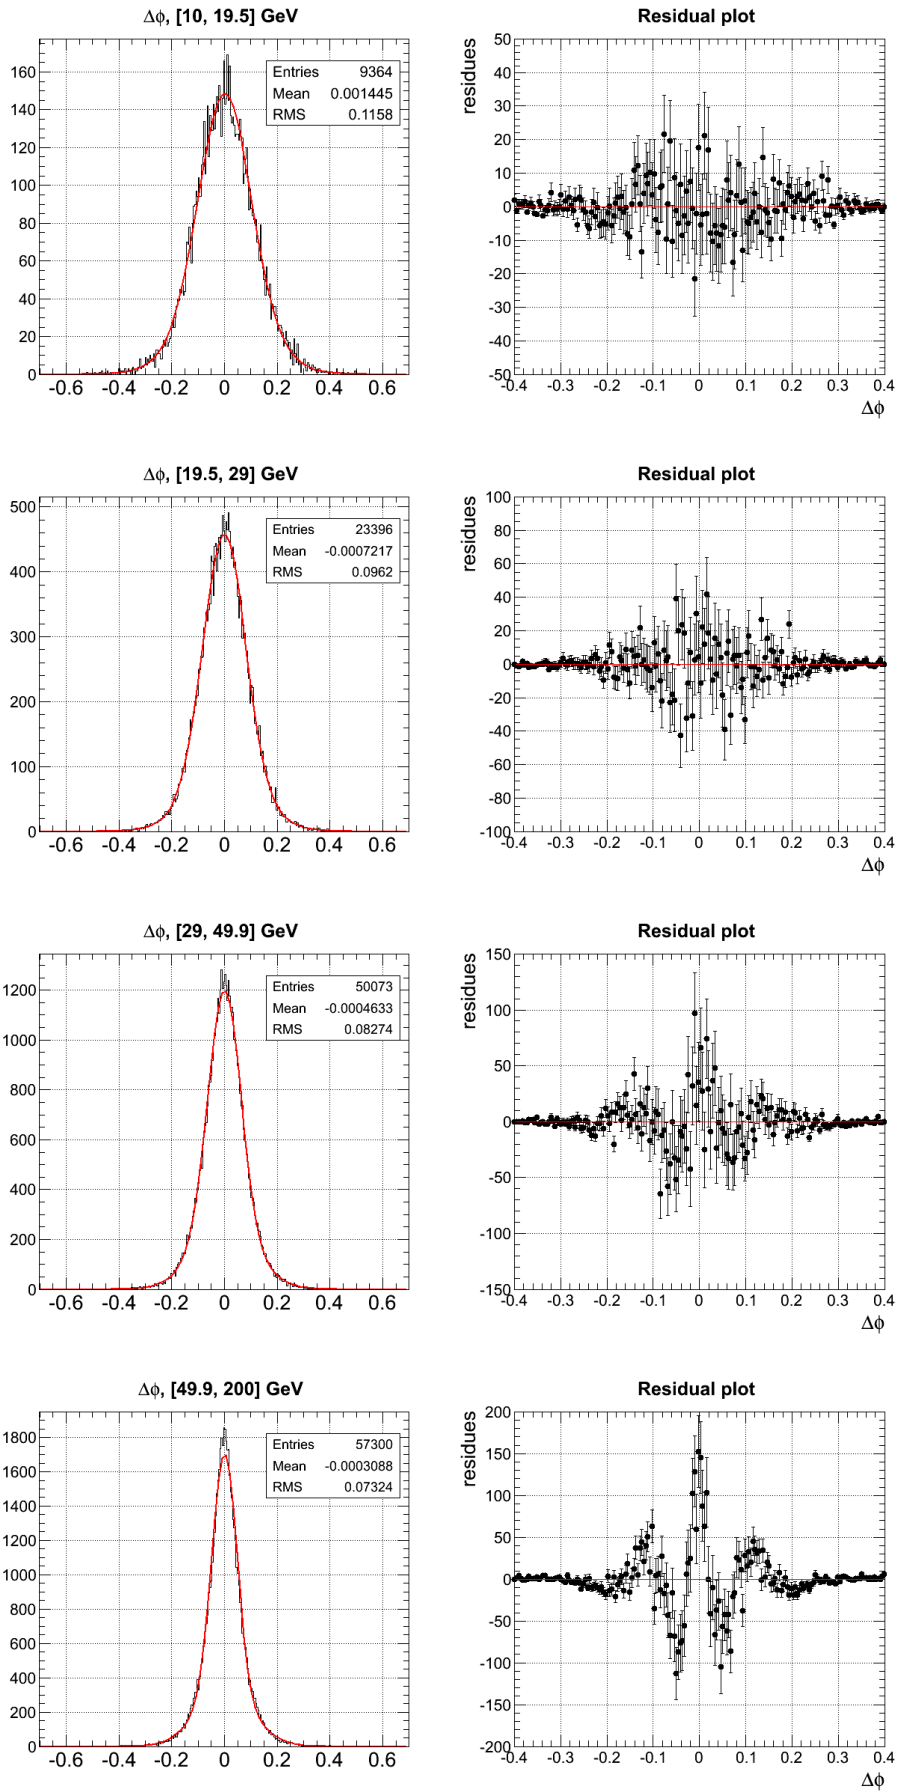 Δϕ, [10, 19.5] GeV
Residual plot
160
140
120
100
80
60
40
20
0
-0.6 -0.4 -0.2 0 0.2 0.4 0.6
Entries 9364
Mean 0.001445
RMS 0.1158
residues
50
40
30
20
10
0
-10
-20
-30
-40
-50
-0.4 -0.3 -0.2 -0.1 0 0.1 0.2 0.3 0.4
Δϕ
Δϕ, [19.5, 29] GeV
Residual plot
500
400
300
200
100
0
-0.6 -0.4 -0.2 0 0.2 0.4 0.6
Entries 23396
Mean -0.0007217
RMS 0.0962
residues
100
80
60
40
20
0
-20
-40
-60
-80
-100
-0.4 -0.3 -0.2 -0.1 0 0.1 0.2 0.3 0.4
Δϕ
Δϕ, [29, 49.9] GeV
Residual plot
1200
1000
800
600
400
200
0
-0.6 -0.4 -0.2 0 0.2 0.4 0.6
Entries 50073
Mean -0.0004633
RMS 0.08274
residues
150
100
50
0
-50
-100
-150
-0.4 -0.3 -0.2 -0.1 0 0.1 0.2 0.3 0.4
Δϕ
Δϕ, [49.9, 200] GeV
Residual plot
1800
1600
1400
1200
1000
800
600
400
200
0
-0.6 -0.4 -0.2 0 0.2 0.4 0.6
Entries 57300
Mean -0.0003088
RMS 0.07324
residues
200
150
100
50
0
-50
-100
-150
-200
-0.4 -0.3 -0.2 -0.1 0 0.1 0.2 0.3 0.4
Δϕ